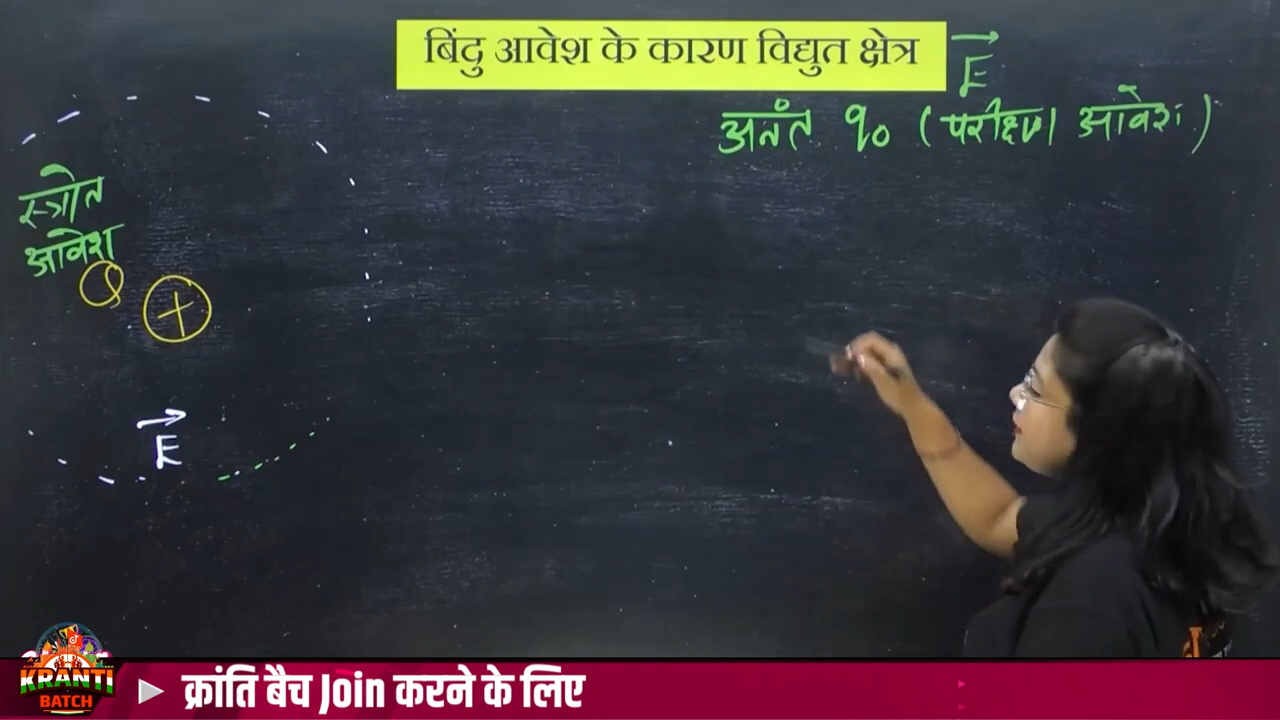 बिंदु आवेश के कारण विद्युत क्षेत्र
E
अनंत q₀ (परीक्षण आवेश)
स्त्रोत
आवेश
Q
+
E
KRANTI
BATCH
क्रांति बैच Join करने के लिए